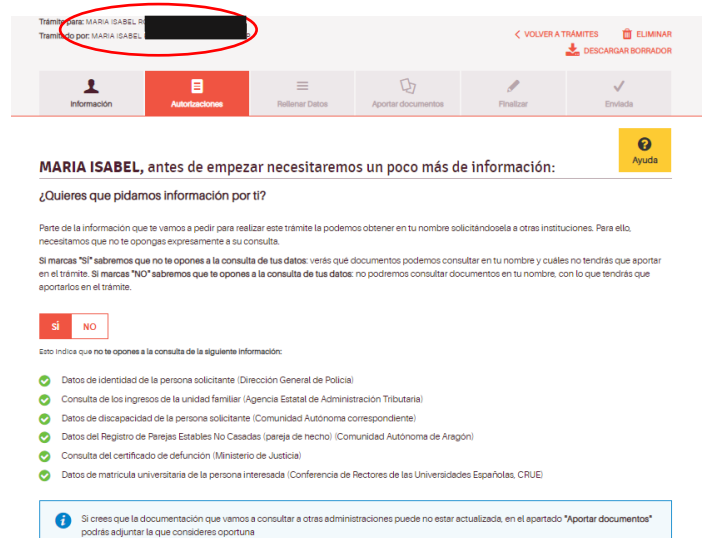 Trámite para: MARIA ISABEL
Tramitado por: MARIA ISABEL
VOLVER A TRÁMITES ELIMINAR
DESCARGAR BORRADOR
Información Autorizaciones Rellenar Datos Aportar documentos Finalizar Enviada
Ayuda
MARIA ISABEL, antes de empezar necesitaremos un poco más de información:
¿Quieres que pidamos información por ti?
Parte de la información que te vamos a pedir para realizar este trámite la podemos obtener en tu nombre solicitándosela a otras instituciones. Para ello,
necesitamos que no te opongas expresamente a su consulta.
Si marcas "SÍ" sabremos que no te opones a la consulta de tus datos: verás qué documentos podemos consultar en tu nombre y cuáles no tendrás que aportar
en el trámite. Si marcas "NO" sabremos que te opones a la consulta de tus datos: no podremos consultar documentos en tu nombre, con lo que tendrás que
aportarlos en el trámite.
SÍ NO
Esto indica que no te opones a la consulta de la siguiente información:
Datos de identidad de la persona solicitante (Dirección General de Policía)
Consulta de los ingresos de la unidad familiar (Agencia Estatal de Administración Tributaria)
Datos de discapacidad de la persona solicitante (Comunidad Autónoma correspondiente)
Datos del Registro de Parejas Estables No Casadas (pareja de hecho) (Comunidad Autónoma de Aragón)
Consulta del certificado de defunción (Ministerio de Justicia)
Datos de matrícula universitaria de la persona interesada (Conferencia de Rectores de las Universidades Españolas, CRUE)
Si crees que la documentación que vamos a consultar a otras administraciones puede no estar actualizada, en el apartado "Aportar documentos"
podrás adjuntar la que consideres oportuna